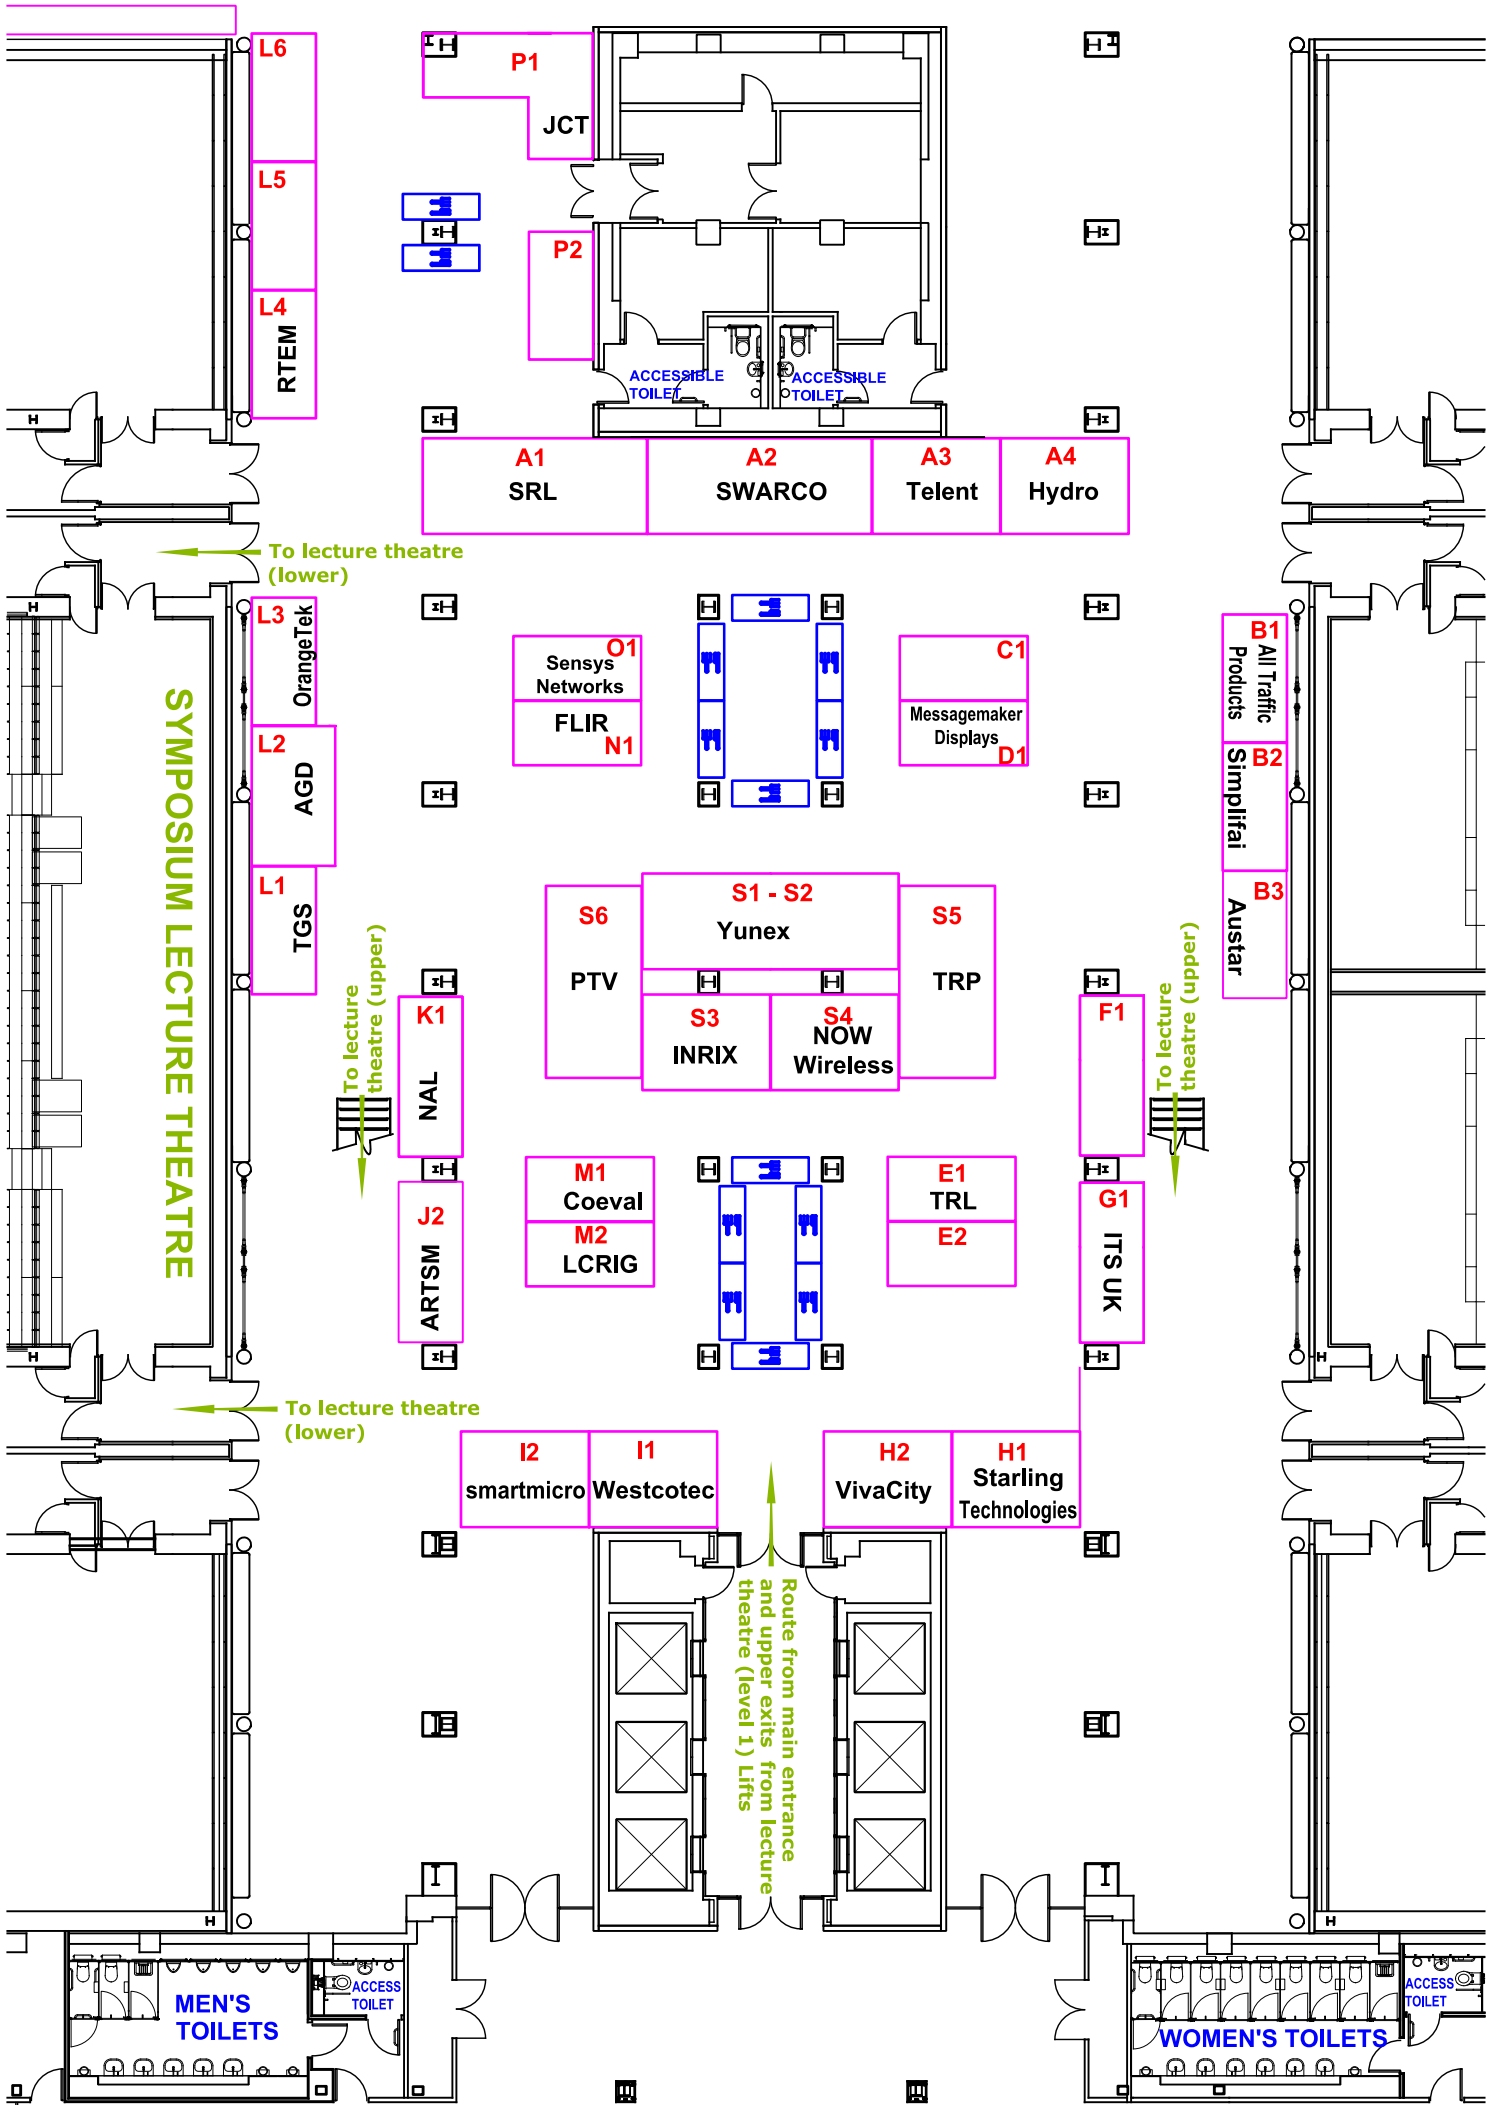 L6
P1
JCT
L5
P2
L4
RTEM
ACCESSIBLE
TOILET
ACCESSIBLE
TOILET
A1
SRL
A2
SWARCO
A3
Telent
A4
Hydro
To lecture theatre
(lower)
L3
OrangeTek
O1
Sensys
Networks
FLIR
N1
C1
Messagemaker
Displays
D1
B1
All Traffic
Products
B2
Simplifai
B3
Austar
SYMPOSIUM LECTURE THEATRE
L2
AGD
L1
TGS
S1 - S2
Yunex
S6
PTV
S5
TRP
S3
INRIX
S4
NOW
Wireless
To lecture
theatre (upper)
K1
NAL
F1
To lecture
theatre (upper)
J2
ARTSM
M1
Coeval
M2
LCRIG
E1
TRL
E2
G1
ITS UK
To lecture theatre
(lower)
I2
smartmicro
I1
Westcotec
H2
VivaCity
H1
Starling
Technologies
Route from main entrance
and upper exits from lecture
theatre (level 1) Lifts
MEN'S
TOILETS
ACCESS
TOILET
WOMEN'S TOILETS
ACCESS
TOILET